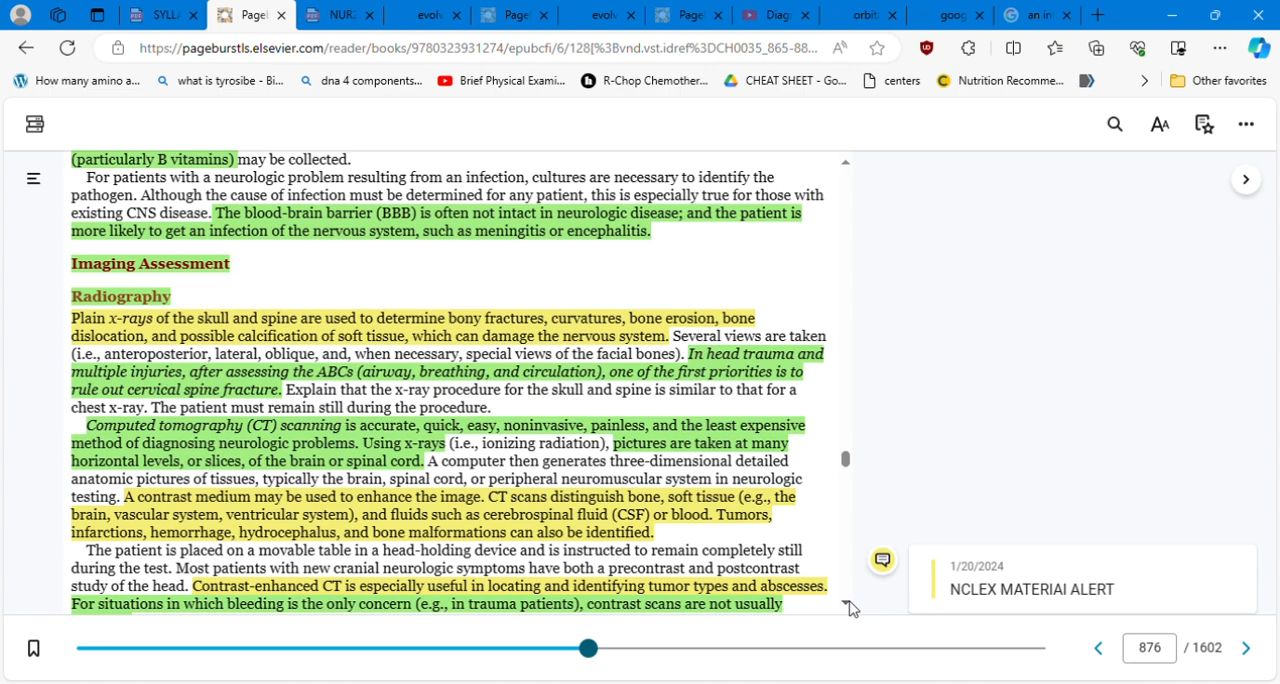 SYLL
Page
NUR
evolv
Page
evolv
Page
Diag
orbit
goog
an in
https://pageburstls.elsevier.com/reader/books/9780323931274/epubcfi/6/128[%3Bvnd.vst.idref%3DCH0035_865-88...
How many amino a...
what is tyrosibe - Bi...
dna 4 components...
Brief Physical Exami...
R-Chop Chemother...
CHEAT SHEET - Go...
centers
Nutrition Recomme...
Other favorites
(particularly B vitamins) may be collected.
For patients with a neurologic problem resulting from an infection, cultures are necessary to identify the
pathogen. Although the cause of infection must be determined for any patient, this is especially true for those with
existing CNS disease. The blood-brain barrier (BBB) is often not intact in neurologic disease; and the patient is
more likely to get an infection of the nervous system, such as meningitis or encephalitis.
Imaging Assessment
Radiography
Plain x-rays of the skull and spine are used to determine bony fractures, curvatures, bone erosion, bone
dislocation, and possible calcification of soft tissue, which can damage the nervous system. Several views are taken
(i.e., anteroposterior, lateral, oblique, and, when necessary, special views of the facial bones). In head trauma and
multiple injuries, after assessing the ABCs (airway, breathing, and circulation), one of the first priorities is to
rule out cervical spine fracture. Explain that the x-ray procedure for the skull and spine is similar to that for a
chest x-ray. The patient must remain still during the procedure.
Computed tomography (CT) scanning is accurate, quick, easy, noninvasive, painless, and the least expensive
method of diagnosing neurologic problems. Using x-rays (i.e., ionizing radiation), pictures are taken at many
horizontal levels, or slices, of the brain or spinal cord. A computer then generates three-dimensional detailed
anatomic pictures of tissues, typically the brain, spinal cord, or peripheral neuromuscular system in neurologic
testing. A contrast medium may be used to enhance the image. CT scans distinguish bone, soft tissue (e.g., the
brain, vascular system, ventricular system), and fluids such as cerebrospinal fluid (CSF) or blood. Tumors,
infarctions, hemorrhage, hydrocephalus, and bone malformations can also be identified.
The patient is placed on a movable table in a head-holding device and is instructed to remain completely still
during the test. Most patients with new cranial neurologic symptoms have both a precontrast and postcontrast
study of the head. Contrast-enhanced CT is especially useful in locating and identifying tumor types and abscesses.
For situations in which bleeding is the only concern (e.g., in trauma patients), contrast scans are not usually
1/20/2024
NCLEX MATERIAl ALERT
876 / 1602